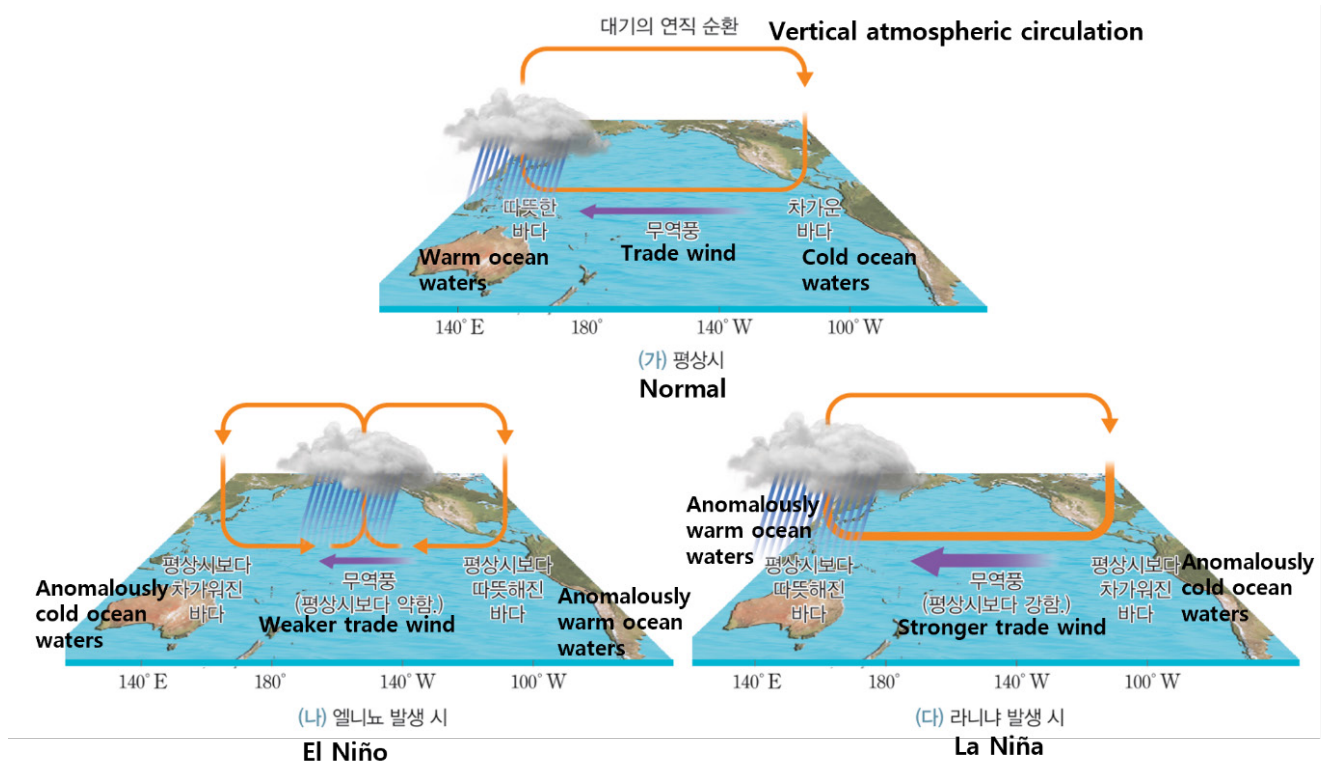 대기의 연직 순환 Vertical atmospheric circulation
따뜻한
바다
Warm ocean
waters
무역풍
Trade wind
차가운
바다
Cold ocean
waters
140° E 180° 140° W 100° W
(가) 평상시
Normal
평상시보다
차가워진
바다
Anomalously
cold ocean
waters
무역풍
(평상시보다 약함.)
Weaker trade wind
평상시보다
따뜻해진
바다
Anomalously
warm ocean
waters
140° E 180° 140° W 100° W
(나) 엘니뇨 발생 시
El Niño
Anomalously
warm ocean
waters
평상시보다
따뜻해진
바다
무역풍
(평상시보다 강함.)
Stronger trade wind
평상시보다
차가워진
바다
Anomalously
cold ocean
waters
140° E 180° 140° W 100° W
(다) 라니냐 발생 시
La Niña